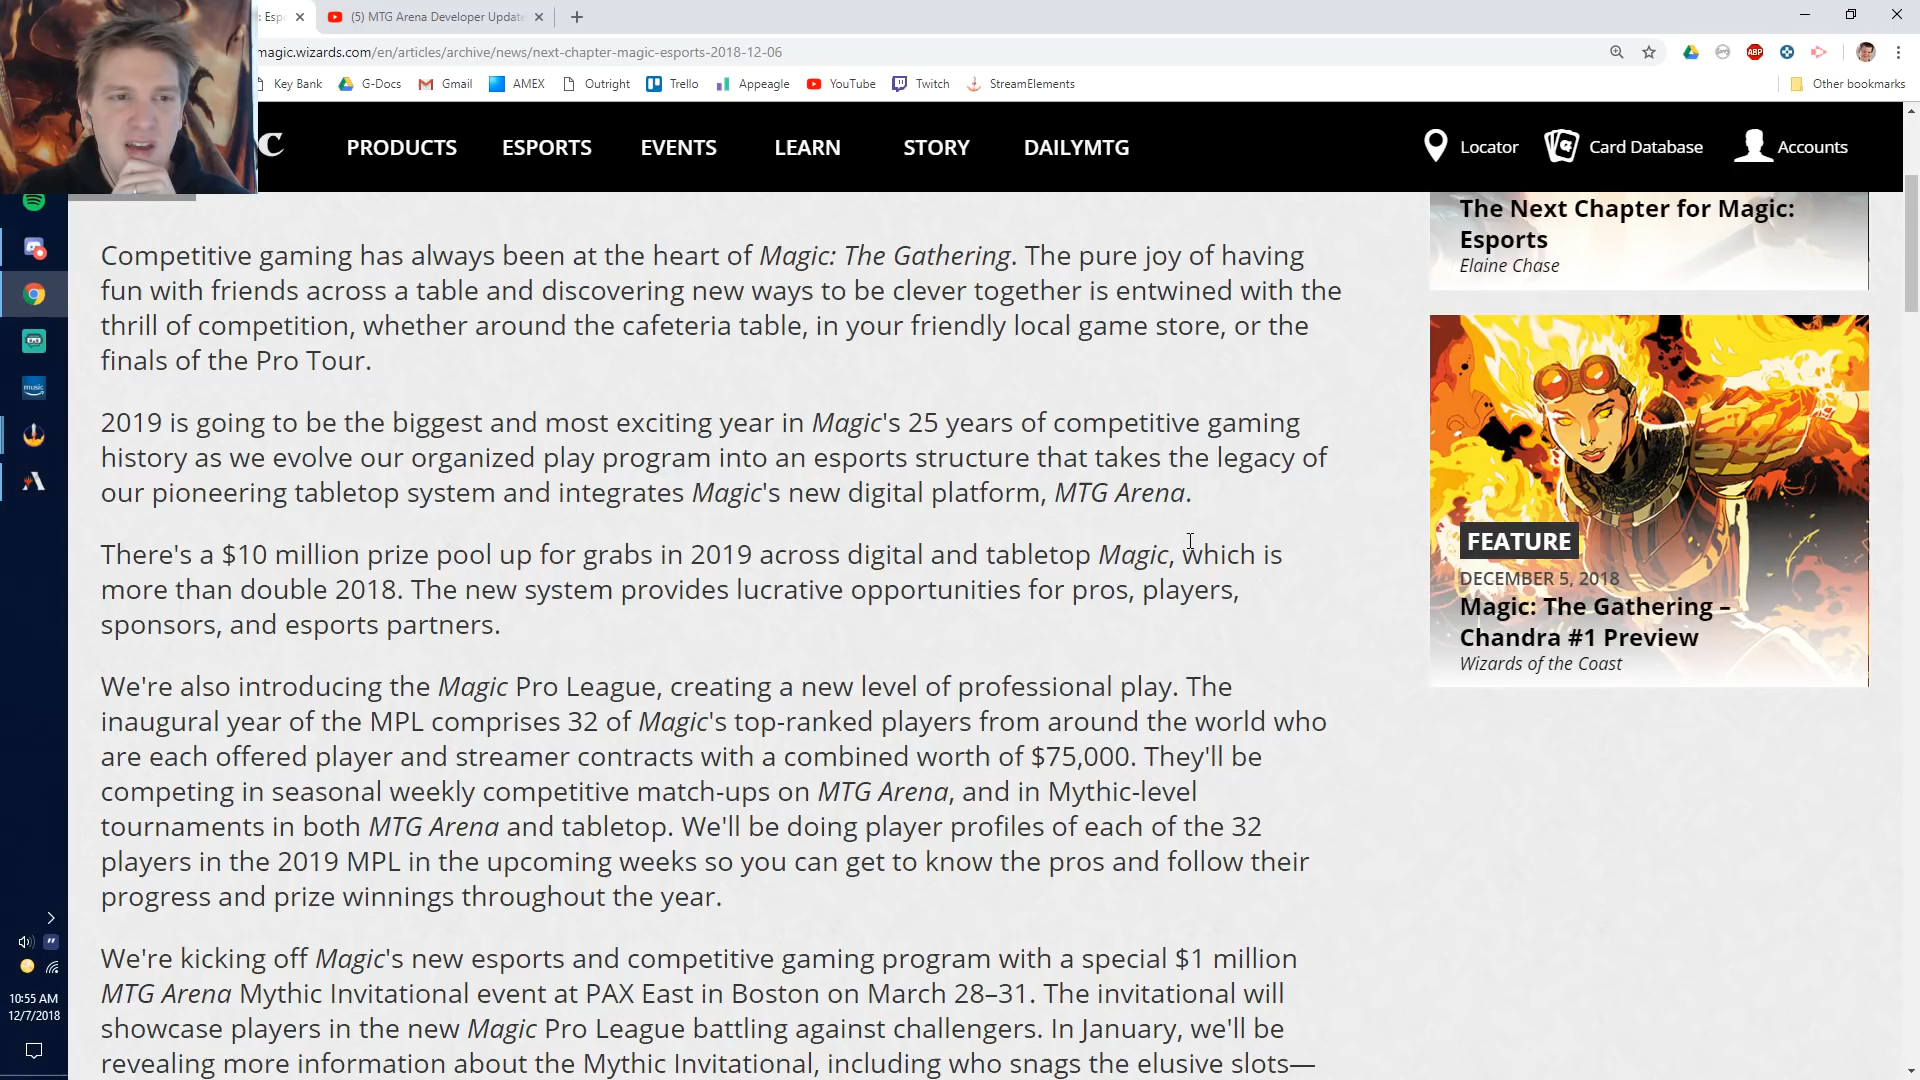 : Esp
(5) MTG Arena Developer Updat
magic.wizards.com/en/articles/archive/news/next-chapter-magic-esports-2018-12-06
Key Bank
G-Docs
Gmail
AMEX
Outright
Trello
Appeagle
YouTube
Twitch
StreamElements
Other bookmarks
C
PRODUCTS
ESPORTS
EVENTS
LEARN
STORY
DAILYMTG
Locator
Card Database
Accounts
Competitive gaming has always been at the heart of Magic: The Gathering. The pure joy of having
fun with friends across a table and discovering new ways to be clever together is entwined with the
thrill of competition, whether around the cafeteria table, in your friendly local game store, or the
finals of the Pro Tour.
2019 is going to be the biggest and most exciting year in Magic's 25 years of competitive gaming
history as we evolve our organized play program into an esports structure that takes the legacy of
our pioneering tabletop system and integrates Magic's new digital platform, MTG Arena.
There's a $10 million prize pool up for grabs in 2019 across digital and tabletop Magic, which is
more than double 2018. The new system provides lucrative opportunities for pros, players,
sponsors, and esports partners.
We're also introducing the Magic Pro League, creating a new level of professional play. The
inaugural year of the MPL comprises 32 of Magic's top-ranked players from around the world who
are each offered player and streamer contracts with a combined worth of $75,000. They'll be
competing in seasonal weekly competitive match-ups on MTG Arena, and in Mythic-level
tournaments in both MTG Arena and tabletop. We'll be doing player profiles of each of the 32
players in the 2019 MPL in the upcoming weeks so you can get to know the pros and follow their
progress and prize winnings throughout the year.
We're kicking off Magic's new esports and competitive gaming program with a special $1 million
MTG Arena Mythic Invitational event at PAX East in Boston on March 28–31. The invitational will
showcase players in the new Magic Pro League battling against challengers. In January, we'll be
revealing more information about the Mythic Invitational, including who snags the elusive slots—
The Next Chapter for Magic:
Esports
Elaine Chase
FEATURE
DECEMBER 5, 2018
Magic: The Gathering –
Chandra #1 Preview
Wizards of the Coast
music
10:55 AM
12/7/2018
ABP